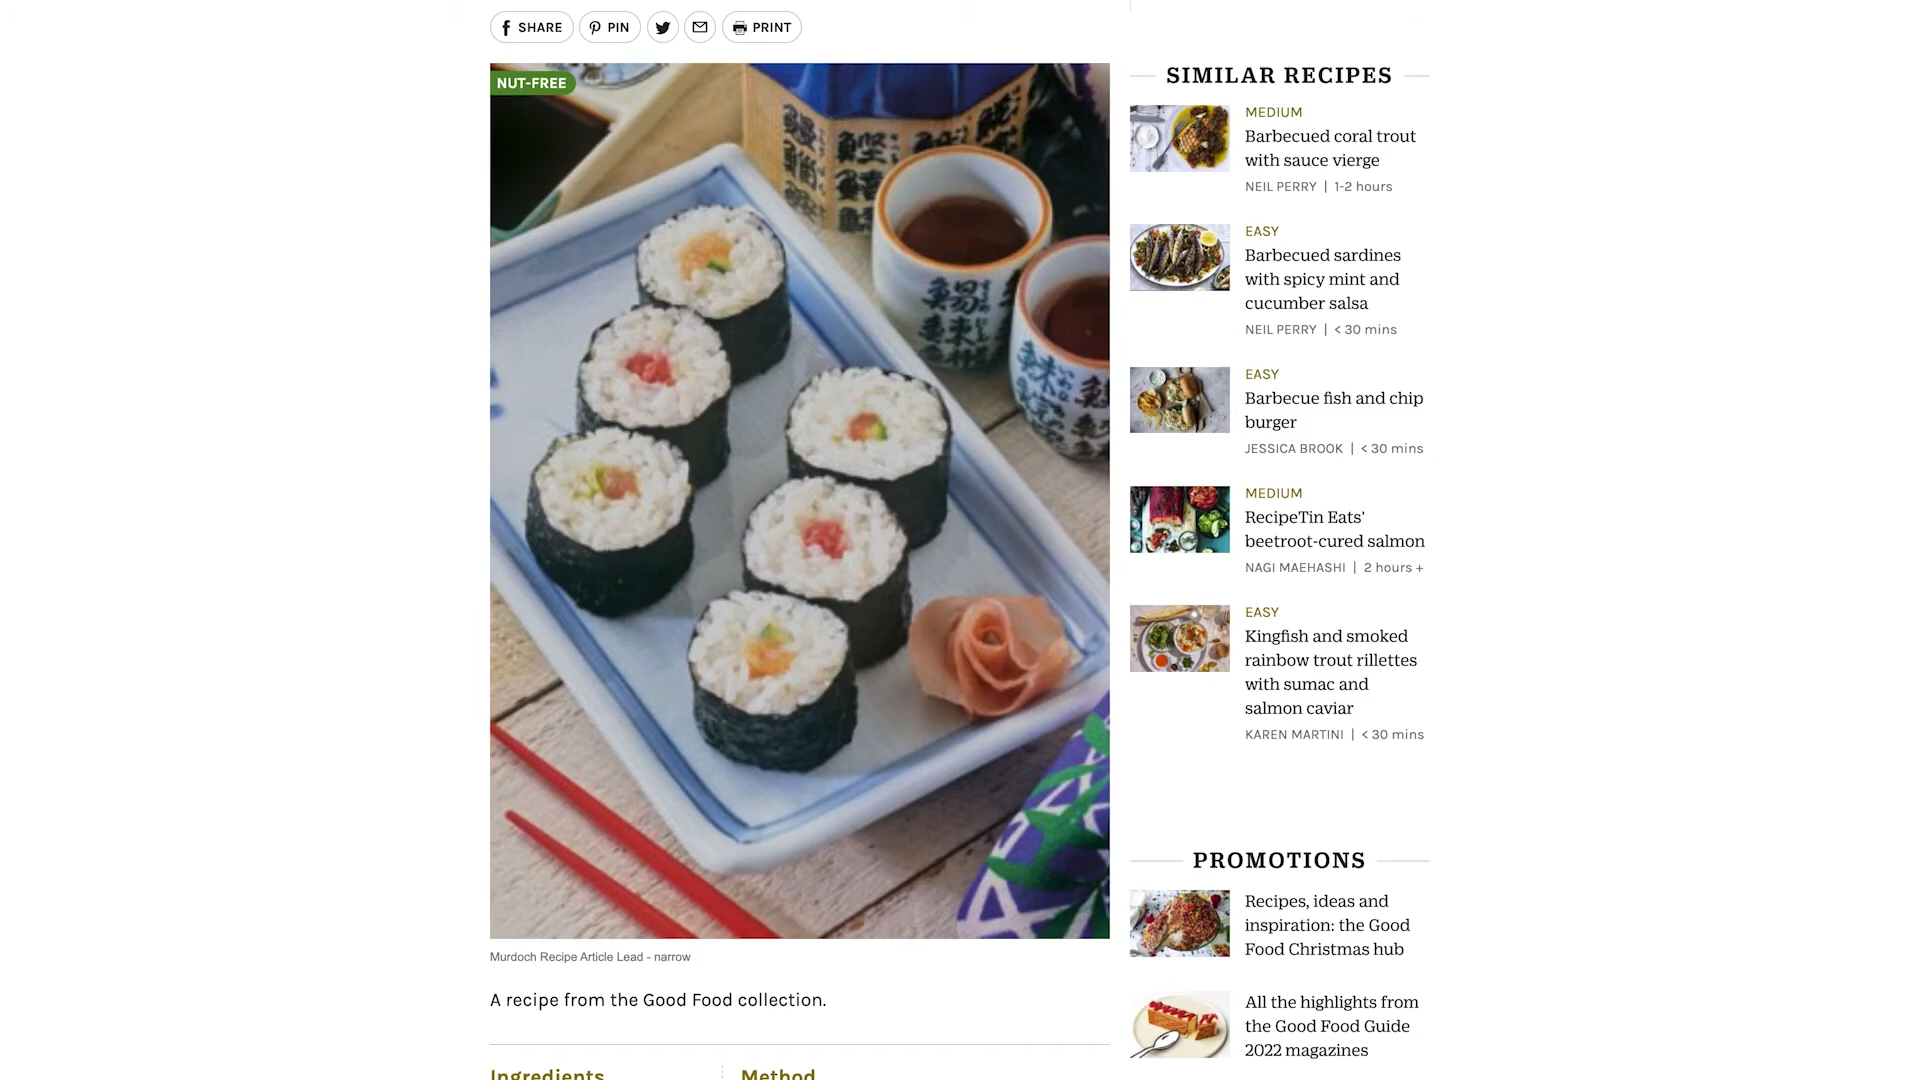 SHARE
PIN
PRINT
NUT-FREE
Murdoch Recipe Article Lead - narrow
A recipe from the Good Food collection.
Ingredients
Method
SIMILAR RECIPES
MEDIUM
Barbecued coral trout
with sauce vierge
NEIL PERRY | 1-2 hours
EASY
Barbecued sardines
with spicy mint and
cucumber salsa
NEIL PERRY | < 30 mins
EASY
Barbecue fish and chip
burger
JESSICA BROOK | < 30 mins
MEDIUM
RecipeTin Eats'
beetroot-cured salmon
NAGI MAEHASHI | 2 hours +
EASY
Kingfish and smoked
rainbow trout rillettes
with sumac and
salmon caviar
KAREN MARTINI | < 30 mins
PROMOTIONS
Recipes, ideas and
inspiration: the Good
Food Christmas hub
All the highlights from
the Good Food Guide
2022 magazines